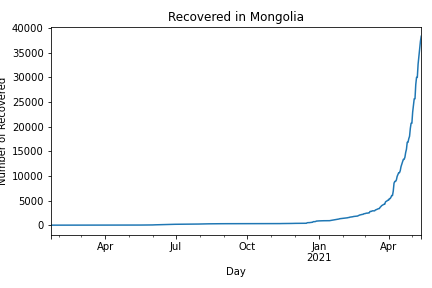 Recovered in Mongolia
40000
35000
30000
25000
20000
15000
10000
5000
0
Number of Recovered
Apr
Jul
Oct
Jan
2021
Apr
Day